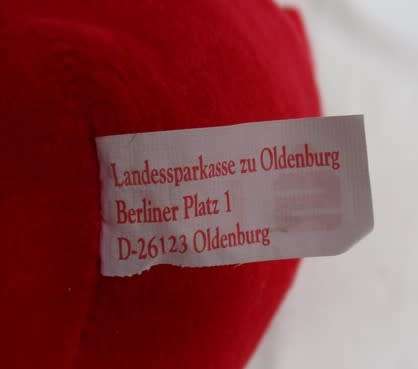 Landessparkasse zu Oldenburg
Berliner Platz 1
D-26123 Oldenburg